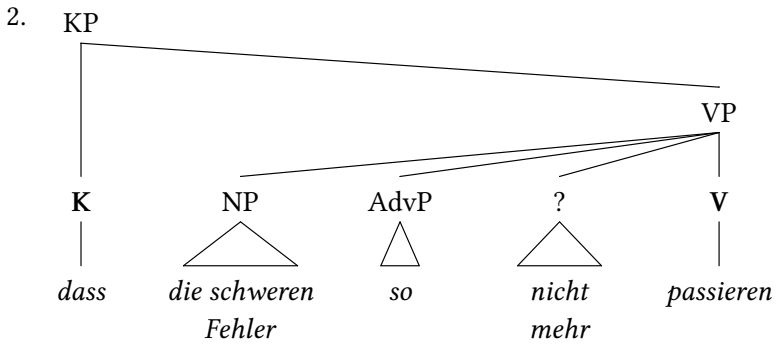 2.
KP
VP
K NP AdvP ? V
dass die schweren so nicht passieren
Fehler mehr